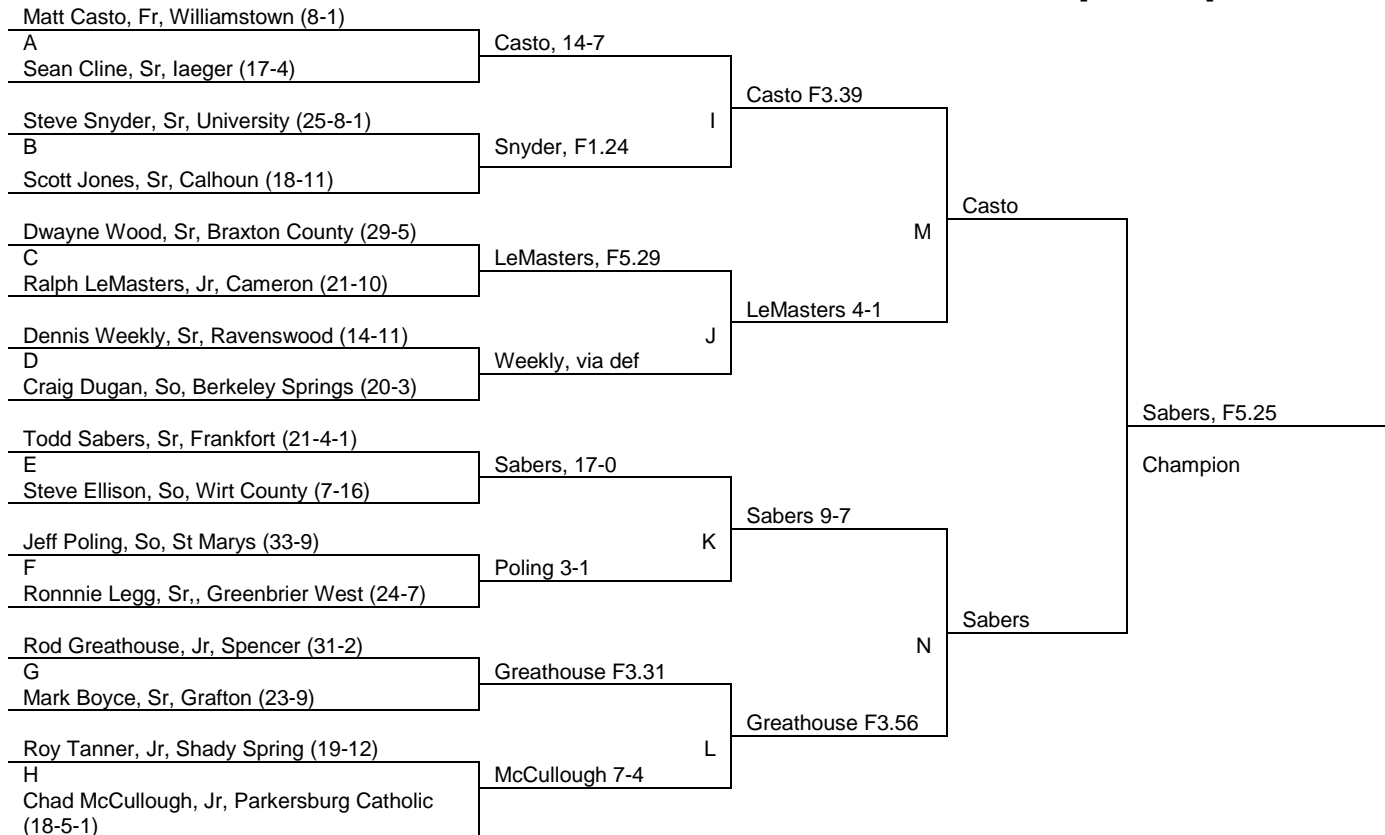 Matt Casto, Fr, Williamstown (8-1)
A
Casto, 14-7
Sean Cline, Sr, Iaeger (17-4)
Casto F3.39
Steve Snyder, Sr, University (25-8-1)
I
B
Snyder, F1.24
Scott Jones, Sr, Calhoun (18-11)
Casto
Dwayne Wood, Sr, Braxton County (29-5)
M
C
LeMasters, F5.29
Ralph LeMasters, Jr, Cameron (21-10)
LeMasters 4-1
Dennis Weekly, Sr, Ravenswood (14-11)
J
D
Weekly, via def
Craig Dugan, So, Berkeley Springs (20-3)
Sabers, F5.25
Todd Sabers, Sr, Frankfort (21-4-1)
E
Sabers, 17-0
Champion
Steve Ellison, So, Wirt County (7-16)
Sabers 9-7
Jeff Poling, So, St Marys (33-9)
K
F
Poling 3-1
Ronnnie Legg, Sr,, Greenbrier West (24-7)
Sabers
Rod Greathouse, Jr, Spencer (31-2)
N
G
Greathouse F3.31
Mark Boyce, Sr, Grafton (23-9)
Greathouse F3.56
Roy Tanner, Jr, Shady Spring (19-12)
L
H
McCullough 7-4
Chad McCullough, Jr, Parkersburg Catholic
(18-5-1)